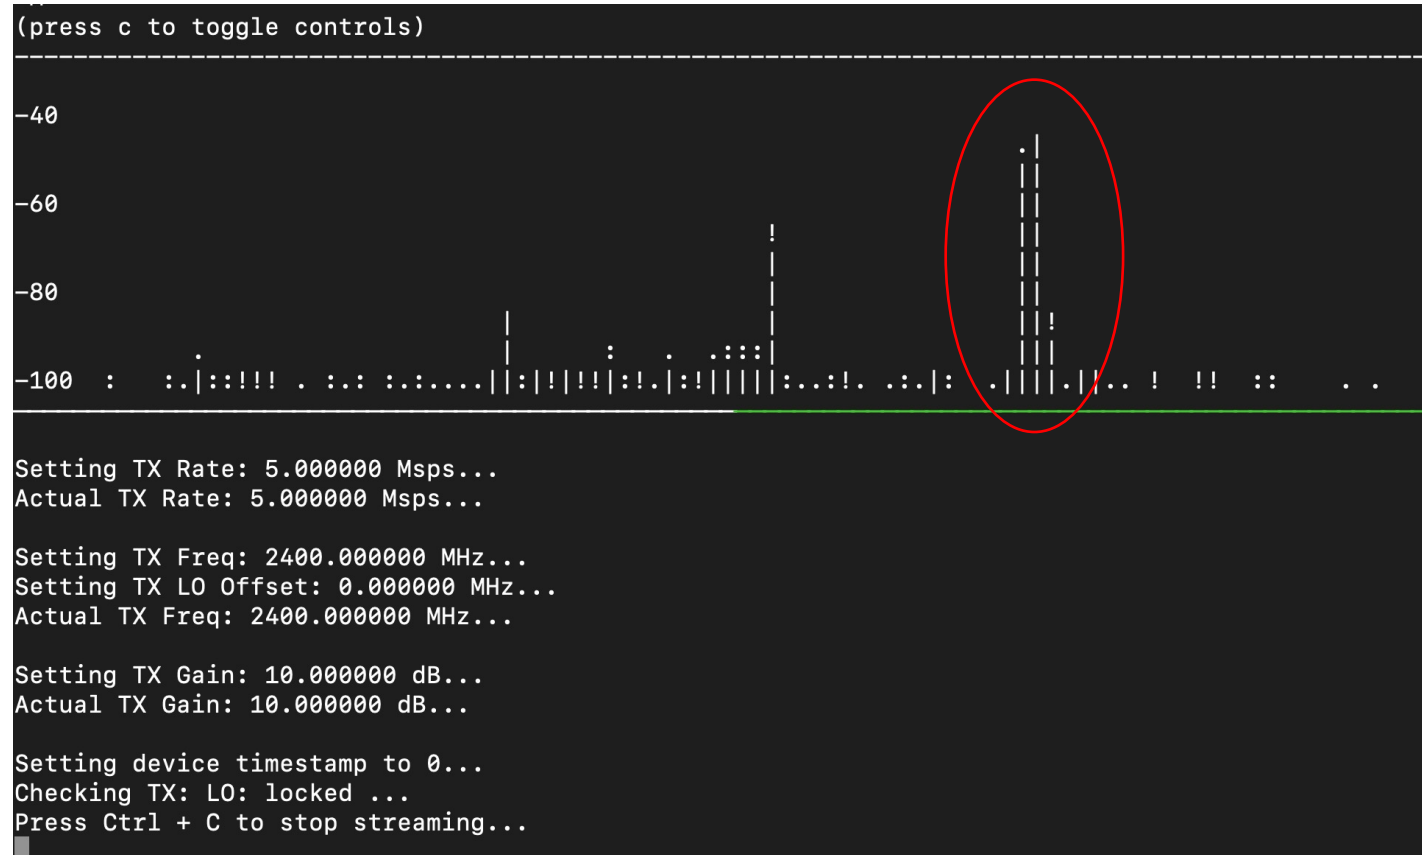 (press c to toggle controls)
-40
-60
-80
-100
Setting TX Rate: 5.000000 Msps...
Actual TX Rate: 5.000000 Msps...
Setting TX Freq: 2400.000000 MHz...
Setting TX LO Offset: 0.000000 MHz...
Actual TX Freq: 2400.000000 MHz...
Setting TX Gain: 10.000000 dB...
Actual TX Gain: 10.000000 dB...
Setting device timestamp to 0...
Checking TX: LO: locked ...
Press Ctrl + C to stop streaming...